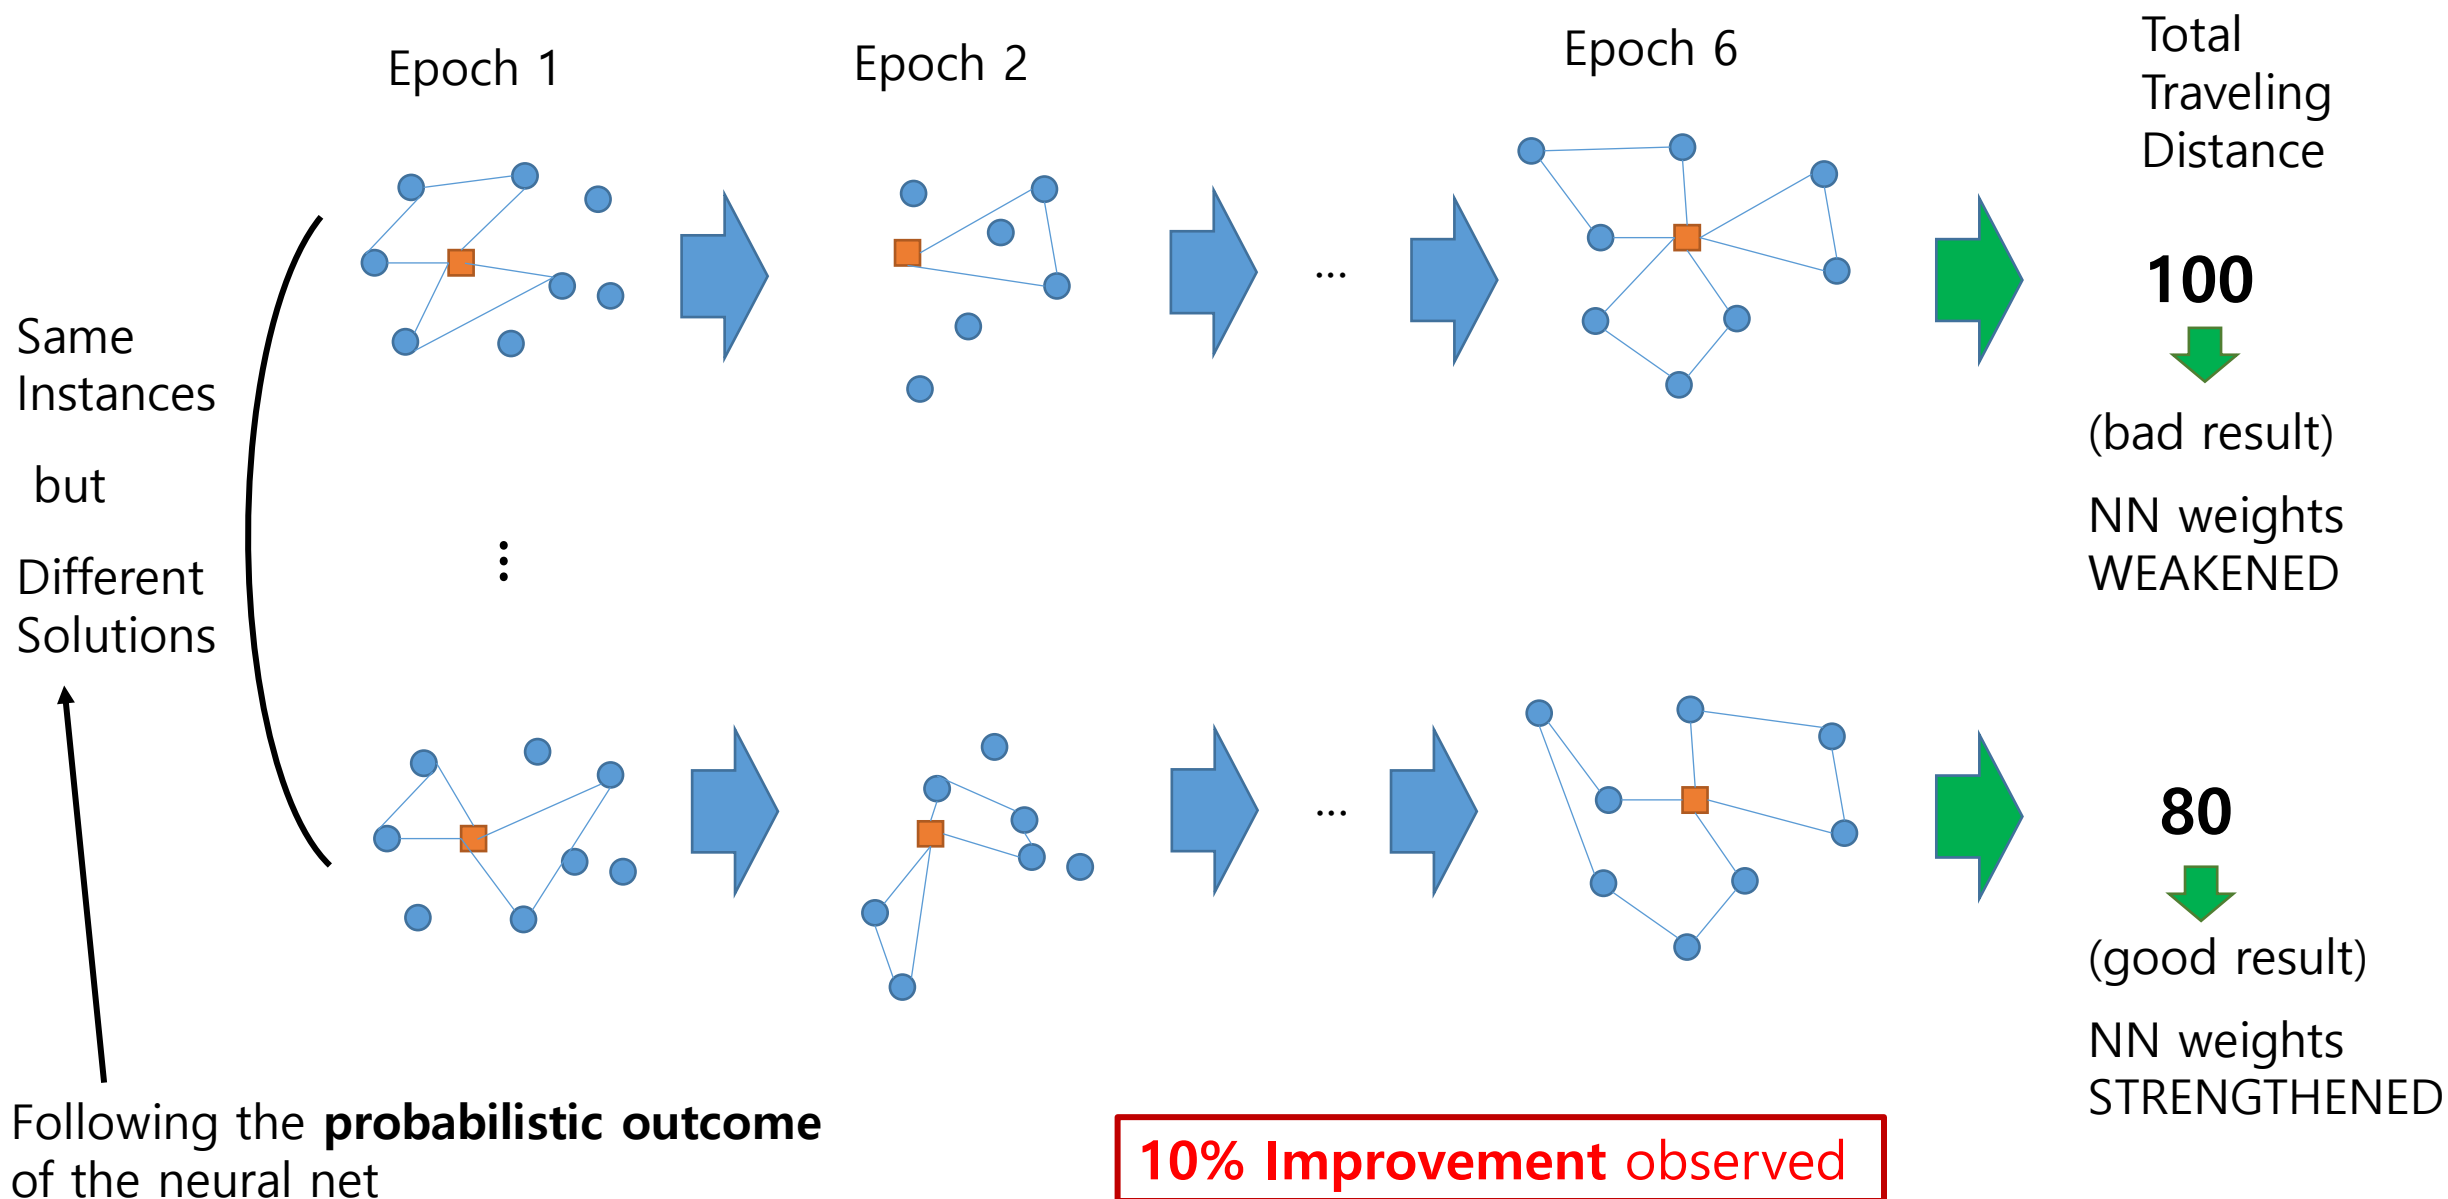 Epoch 1
Epoch 2
Epoch 6
Total
Traveling
Distance
Same
Instances
but
Different
Solutions
...
...
100
(bad result)
NN weights
WEAKENED
...
80
(good result)
NN weights
STRENGTHENED
Following the probabilistic outcome
of the neural net
10% Improvement observed